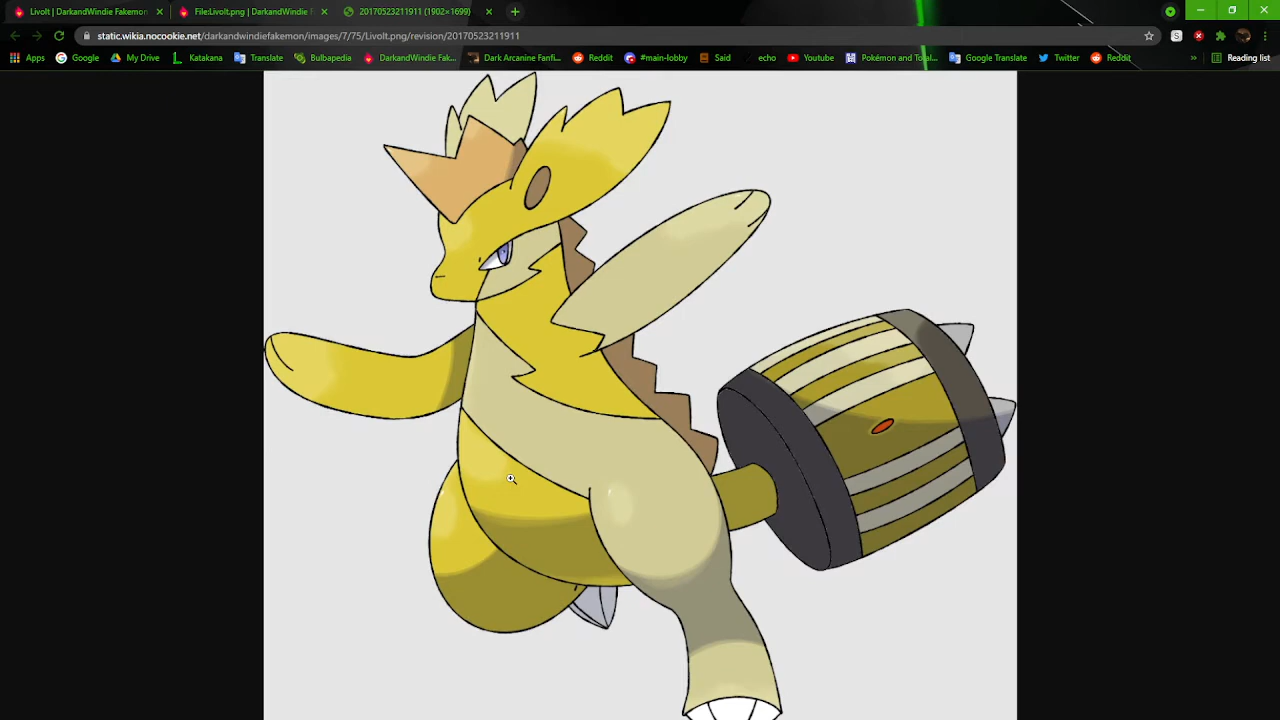 Livolt | DarkandWindie Fakemon
File:Livolt.png | DarkandWindie F
20170523211911 (1902×1699)
static.wikia.nocookie.net/darkandwindiefakemon/images/7/75/Livolt.png/revision/20170523211911
Apps Google My Drive Katakana Translate Bulbapedia DarkandWindie Fak... Dark Arcanine Fanfi... Reddit #main-lobby Said echo Youtube Pokémon and Total... Google Translate Twitter Reddit » Reading list